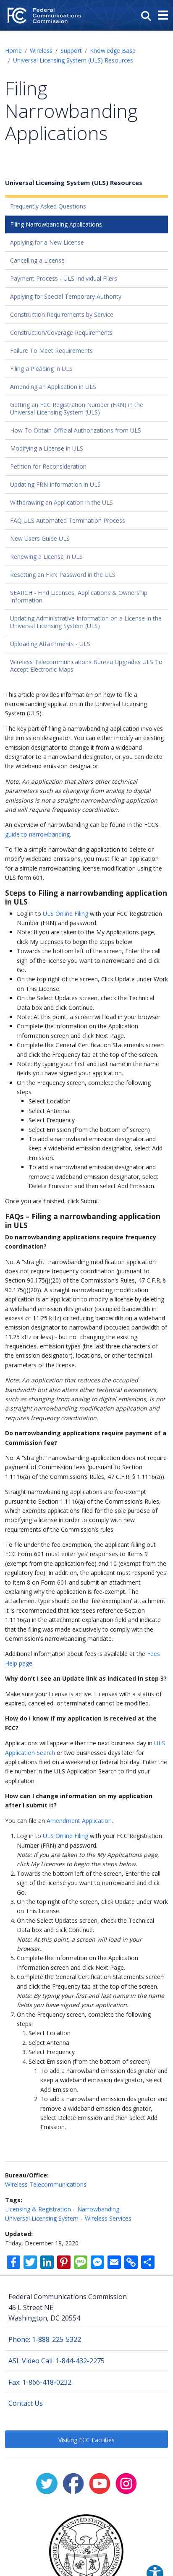 FC Federal Communications Commission
Home / Wireless / Support / Knowledge Base
/ Universal Licensing System (ULS) Resources
Filing
Narrowbanding
Applications
Universal Licensing System (ULS) Resources
Frequently Asked Questions
Filing Narrowbanding Applications
Applying for a New License
Cancelling a License
Payment Process - ULS Individual Filers
Applying for Special Temporary Authority
Construction Requirements by Service
Construction/Coverage Requirements
Failure To Meet Requirements
Filing a Pleading in ULS
Amending an Application in ULS
Getting an FCC Registration Number (FRN) in the
Universal Licensing System (ULS)
How To Obtain Official Authorizations from ULS
Modifying a License in ULS
Petition for Reconsideration
Updating FRN Information in ULS
Withdrawing an Application in the ULS
FAQ ULS Automated Termination Process
New Users Guide ULS
Renewing a License in ULS
Resetting an FRN Password in the ULS
SEARCH - Find Licenses, Applications & Ownership
Information
Updating Administrative Information on a License in the
Universal Licensing System (ULS)
Uploading Attachments - ULS
Wireless Telecommunications Bureau Upgrades ULS To
Accept Electronic Maps
This article provides information on how to file a
narrowbanding application in the Universal Licensing
System (ULS).
The key part of filing a narrowbanding application involves
the emission designator. You can either modify an existing
emission designator to change it from a wideband
designator to a narrowband designator, or you can delete
the wideband emission designator.
Note: An application that alters other technical
parameters such as changing from analog to digital
emissions is not a straight narrowbanding application
and will require frequency coordination.
An overview of narrowbanding can be found in the FCC's
guide to narrowbanding.
To file a simple narrowbanding application to delete or
modify wideband emissions, you must file an application
for a simple narrowbanding license modification using the
ULS form 601.
Steps to Filing a narrowbanding application
in ULS
Log in to ULS Online Filing with your FCC Registration
Number (FRN) and password.
Note: If you are taken to the My Applications page,
click My Licenses to begin the steps below.
Towards the bottom left of the screen, Enter the call
sign of the license you want to narrowband and click
Go.
On the top right of the screen, Click Update under Work
on This License.
On the Select Updates screen, check the Technical
Data box and click Continue.
Note: At this point, a screen will load in your browser.
Complete the information on the Application
Information screen and click Next Page.
Complete the General Certification Statements screen
and click the Frequency tab at the top of the screen.
Note: By typing your first and last name in the name
fields you have signed your application.
On the Frequency screen, complete the following
steps:
Select Location
Select Antenna
Select Frequency
Select Emission (from the bottom of screen)
To add a narrowband emission designator and
keep a wideband emission designator, select Add
Emission.
To add a narrowband emission designator and
remove a wideband emission designator, select
Delete Emission and then select Add Emission.
Once you are finished, click Submit.
FAQs – Filing a narrowbanding application
in ULS
Do narrowbanding applications require frequency
coordination?
No. A "straight" narrowbanding modification application
does not require frequency coordination (pursuant to
Section 90.175(j)(20) of the Commission's Rules, 47 C.F.R. §
90.175(j)(20)). A straight narrowbanding modification
application is one in which the licensee seeks only to delete
a wideband emission designator (occupied bandwidth in
excess of 11.25 kHz) or reducing wideband bandwidth on a
wideband emission designator to a narrowband emission
designator (reduce the occupied bandwidth of excess of
11.25 kHz or less) - but not changing the emissions (other
parts of the emission designator), locations, or other technical
parameters of the license.
Note: An application that reduces the occupied
bandwidth but also alters other technical parameters,
such as changing from analog to digital emissions, is not
a straight narrowbanding modification application and
requires frequency coordination.
Do narrowbanding applications require payment of a
Commission fee?
No. A "straight" narrowbanding application does not require
payment of Commission fees (pursuant to Section
1.1116(a) of the Commission's Rules, 47 C.F.R. § 1.1116(a)).
Straight narrowbanding applications are fee-exempt
pursuant to Section 1.1116(a) of the Commission's Rules,
which exempts applications filed for the sole purpose of
modifying a license in order to comply with new
requirements of the Commission's rules.
To file under the fee exemption, the applicant filing out
FCC Form 601 must enter 'yes' for responses to Items 9
(exempt from the application fee) and 10 (exempt from the
regulatory fee). In addition, the applicant responding 'yes'
to Item 8 on Form 601 will and submit an attachment
explaining why the application is fee exempt. The
attachment should be the 'fee exemption' attachment. It
is recommended that licensees reference Section
1.1116(a) in the attachment explanation field and indicate
that the filing was made exclusively to comply with the
Commission's narrowbanding mandate.
Additional information about fees is available at the Fees
Help page.
Why don't I see an Update link as indicated in step 3?
Make sure your license is active. Licenses with a status of
expired, cancelled, or terminated cannot be modified.
How do I know if my application is received at the
FCC?
Applications will appear either the next business day in ULS
Application Search or two businesses days later for
applications filed on a weekend or federal holiday. Enter the
file number in the ULS Application Search to find your
application.
How can I change information on my application
after I submit it?
You can file an Amendment Application.
1. Log in to ULS Online Filing with your FCC Registration
Number (FRN) and password.
Note: If you are taken to the My Applications page,
click My Licenses to begin the steps below.
2. Towards the bottom left of the screen, Enter the call
sign of the license you want to narrowband and click
Go.
3. On the top right of the screen, Click Update under Work
on This License.
4. On the Select Updates screen, check the Technical
Data box and click Continue.
Note: At this point, a screen will load in your
browser.
5. Complete the information on the Application
Information screen and click Next Page.
6. Complete the General Certification Statements screen
and click the Frequency tab at the top of the screen.
Note: By typing your first and last name in the name
fields you have signed your application.
7. On the Frequency screen, complete the following
steps:
1. Select Location
2. Select Antenna
3. Select Frequency
4. Select Emission (from the bottom of screen)
1. To add a narrowband emission designator and
keep a wideband emission designator, select
Add Emission.
2. To add a narrowband emission designator and
remove a wideband emission designator,
select Delete Emission and then select Add
Emission.
Bureau/Office:
Wireless Telecommunications
Tags:
Licensing & Registration – Narrowbanding –
Universal Licensing System – Wireless Services
Updated:
Friday, December 18, 2020
Federal Communications Commission
45 L Street NE
Washington, DC 20554
Phone: 1-888-225-5322
ASL Video Call: 1-844-432-2275
Fax: 1-866-418-0232
Contact Us
Visiting FCC Facilities